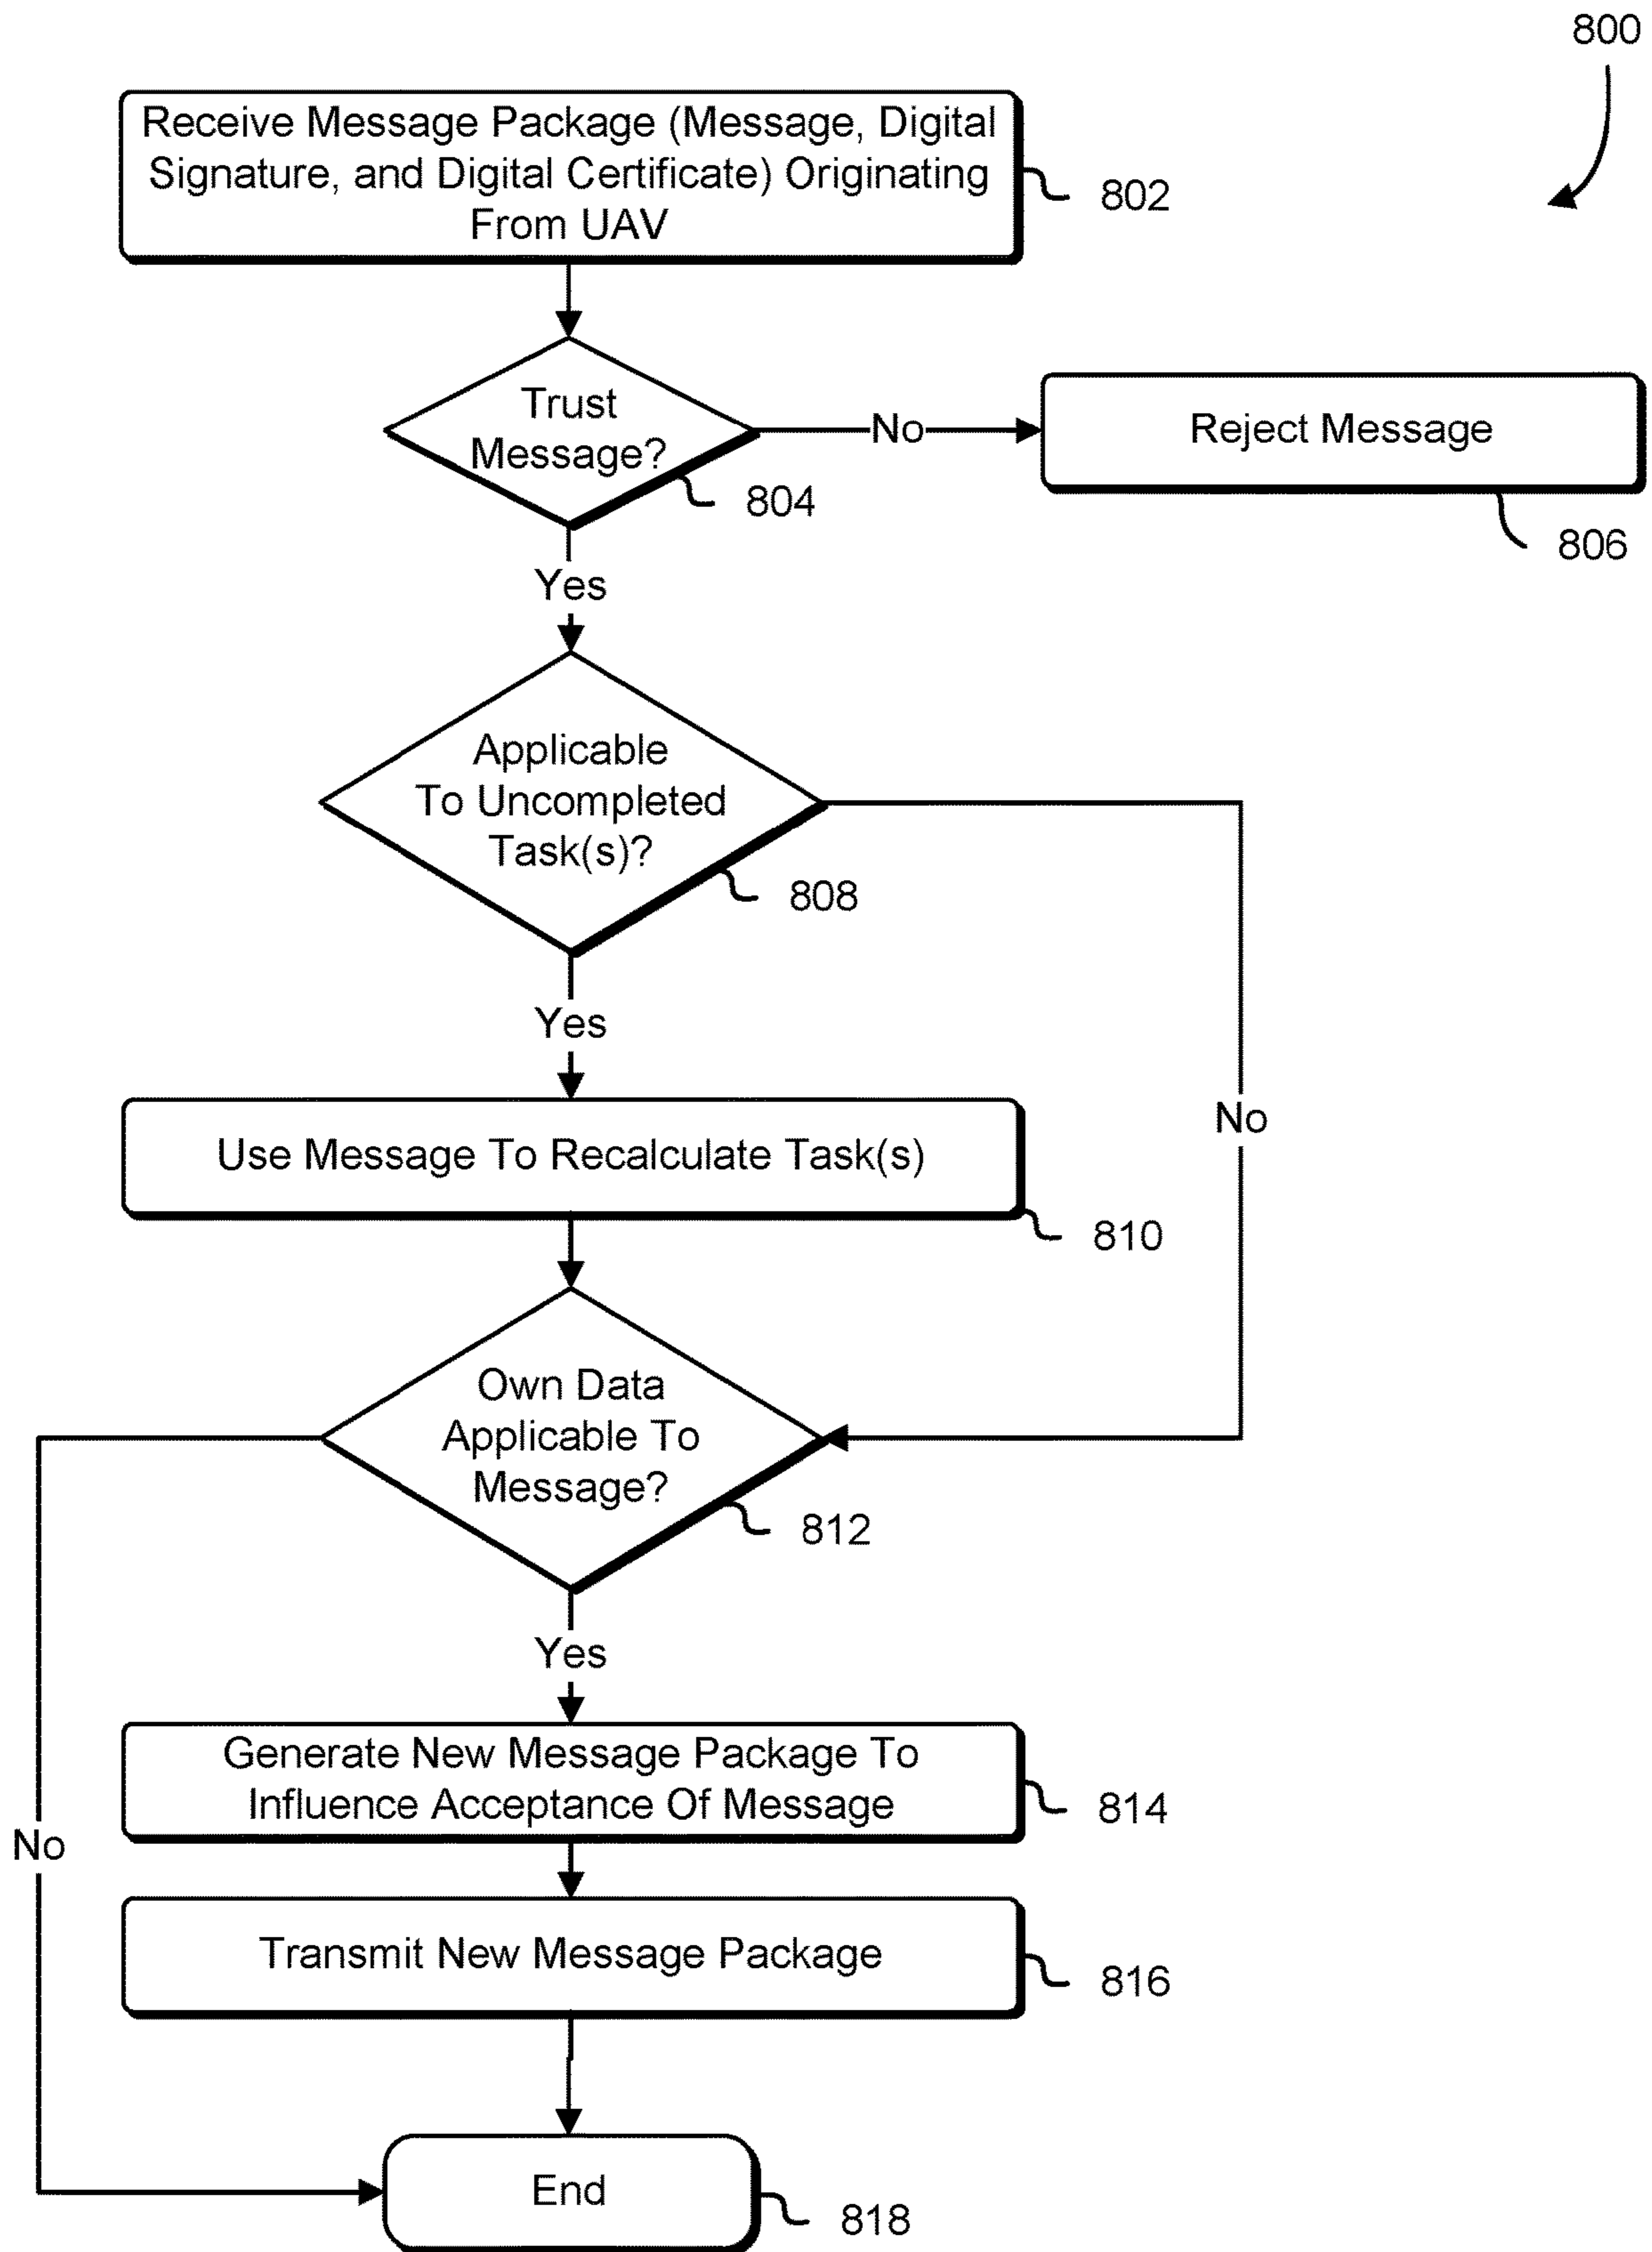 800
Receive Message Package (Message, Digital
Signature, and Digital Certificate) Originating
From UAV
802
Trust
Message?
804
No
Reject Message
806
Yes
Applicable
To Uncompleted
Task(s)?
808
Yes
No
Use Message To Recalculate Task(s)
810
Own Data
Applicable To
Message?
812
Yes
No
Generate New Message Package To
Influence Acceptance Of Message
814
Transmit New Message Package
816
End
818